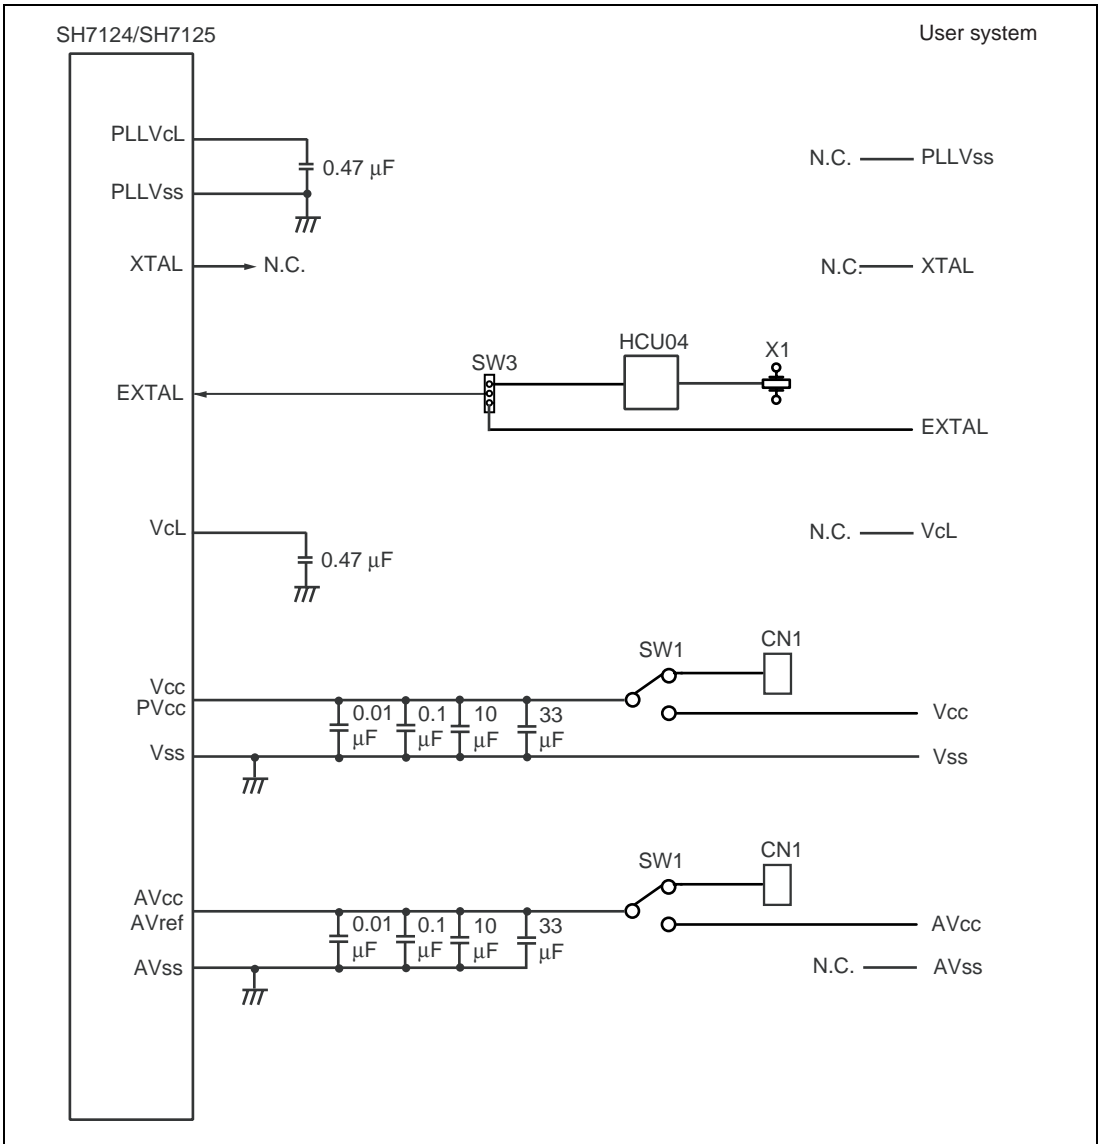 SH7124/SH7125
User system
PLLVcL
0.47 μF
N.C.
PLLVss
PLLVss
XTAL
N.C.
N.C.
XTAL
HCU04
X1
SW3
EXTAL
EXTAL
VcL
0.47 μF
N.C.
VcL
SW1
CN1
Vcc
PVcc
0.01
μF
0.1
μF
10
μF
33
μF
Vcc
Vss
Vss
SW1
CN1
AVcc
AVref
0.01
μF
0.1
μF
10
μF
33
μF
AVcc
AVss
N.C.
AVss